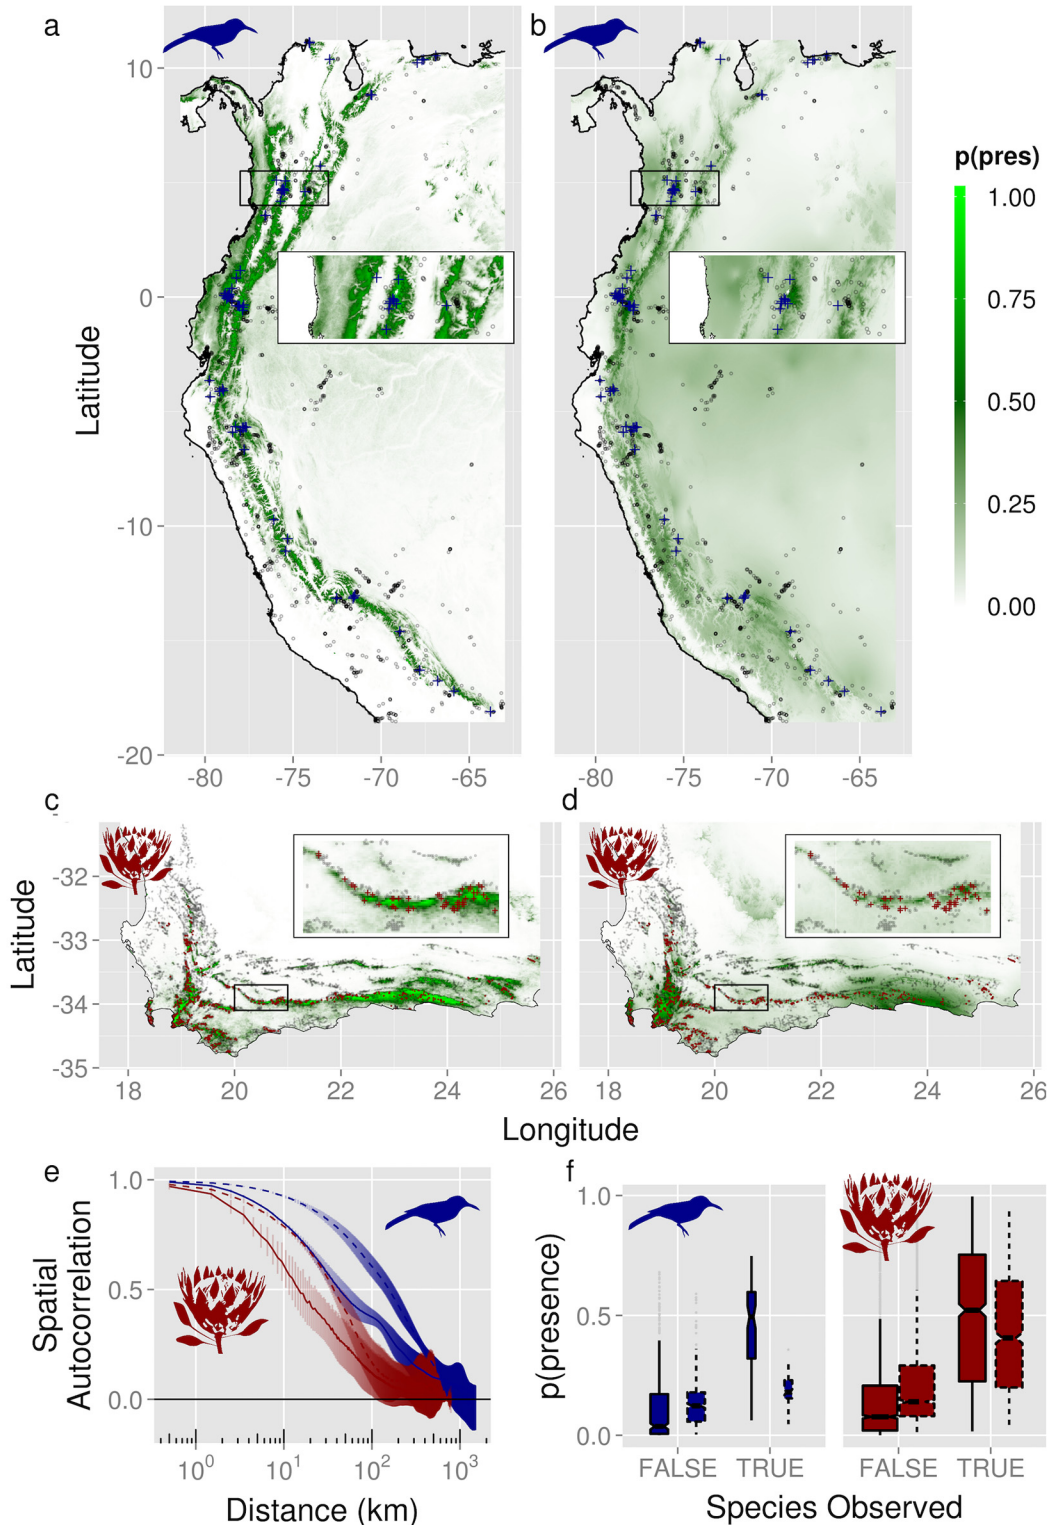 a
b
10
0
-10
-20
Latitude
-80
-75
-70
-65
-80
-75
-70
-65
p(pres)
1.00
0.75
0.50
0.25
0.00
c
d
-32
-33
-34
-35
Latitude
18
20
22
24
26
18
20
22
24
26
Longitude
e
f
1.0
0.5
0.0
Spatial
Autocorrelation
10⁰
10¹
10²
10³
Distance (km)
1.0
0.5
0.0
p(presence)
FALSE
TRUE
FALSE
TRUE
Species Observed